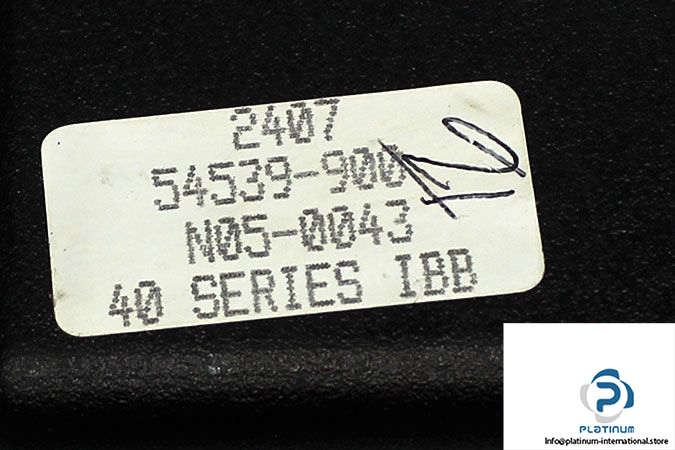 2407
54539-900
N05-0043
40 SERIES IBB
PLATINUM
Info@platinum-international.store